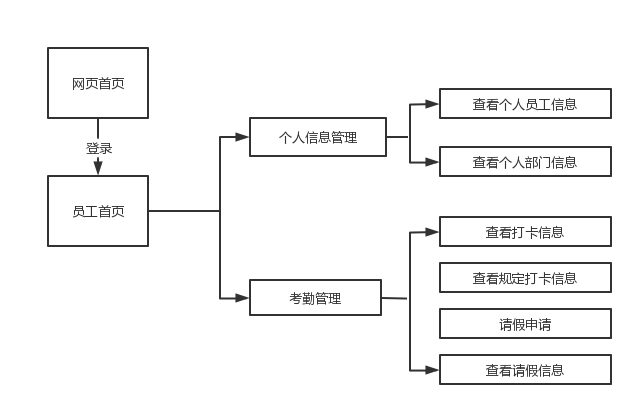 网页首页
登录
员工首页
个人信息管理
查看个人员工信息
查看个人部门信息
考勤管理
查看打卡信息
查看规定打卡信息
请假申请
查看请假信息